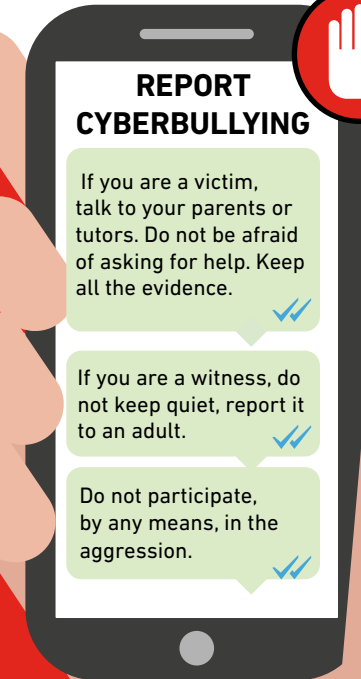 REPORT
CYBERBULLYING
If you are a victim,
talk to your parents or
tutors. Do not be afraid
of asking for help. Keep
all the evidence.
If you are a witness, do
not keep quiet, report it
to an adult.
Do not participate,
by any means, in the
aggression.